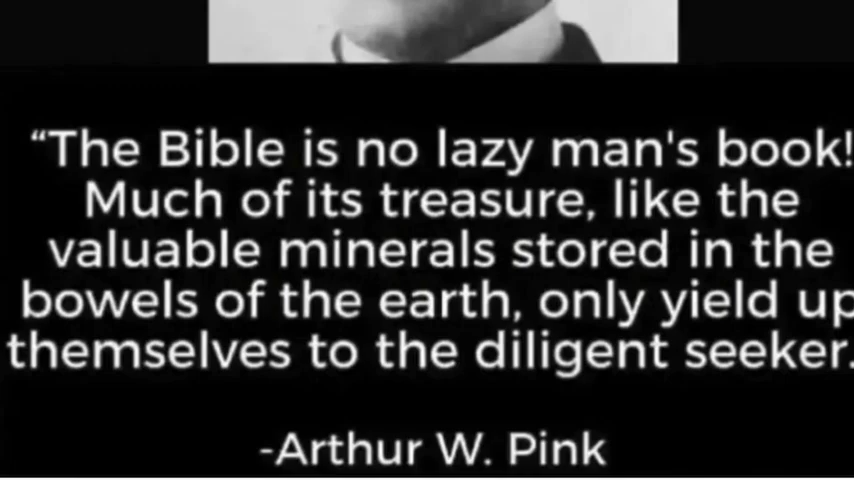 “The Bible is no lazy man's book!
Much of its treasure, like the
valuable minerals stored in the
bowels of the earth, only yield up
themselves to the diligent seeker.
-Arthur W. Pink